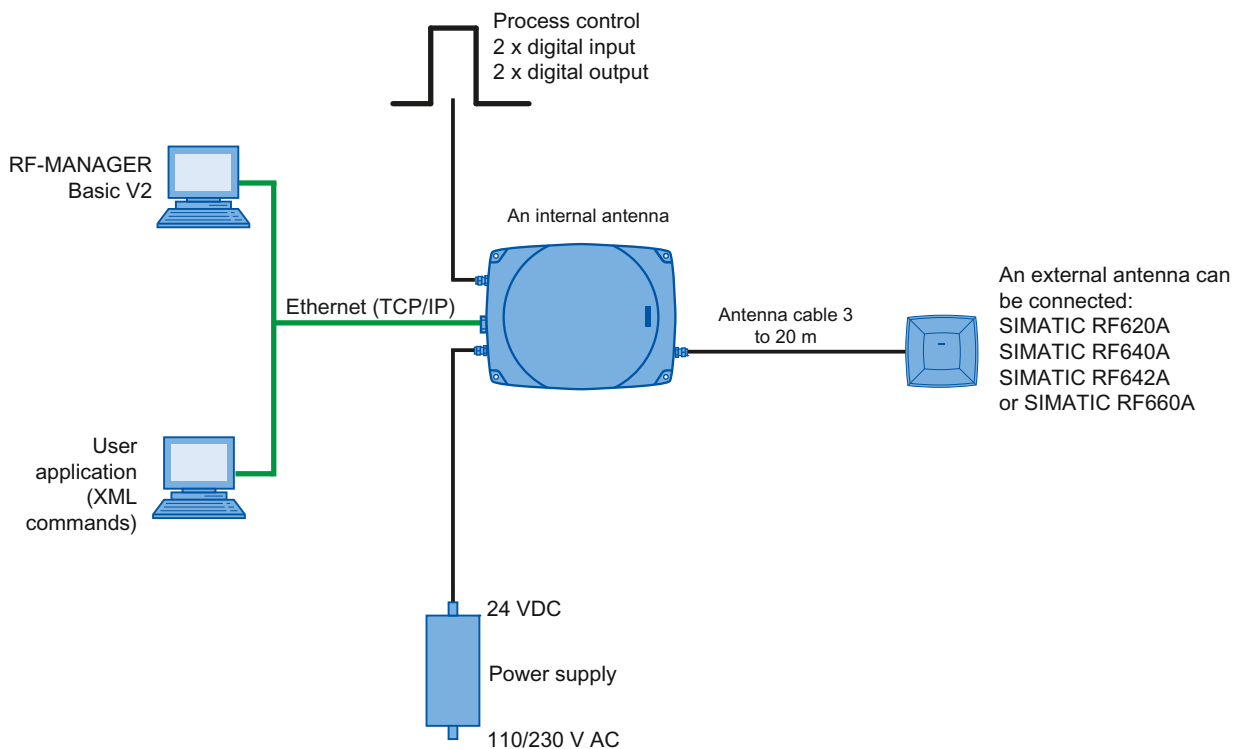 Process control
2 x digital input
2 x digital output
RF-MANAGER
Basic V2
An internal antenna
Ethernet (TCP/IP)
Antenna cable 3
to 20 m
An external antenna can
be connected:
SIMATIC RF620A
SIMATIC RF640A
SIMATIC RF642A
or SIMATIC RF660A
User
application
(XML
commands)
24 VDC
Power supply
110/230 V AC